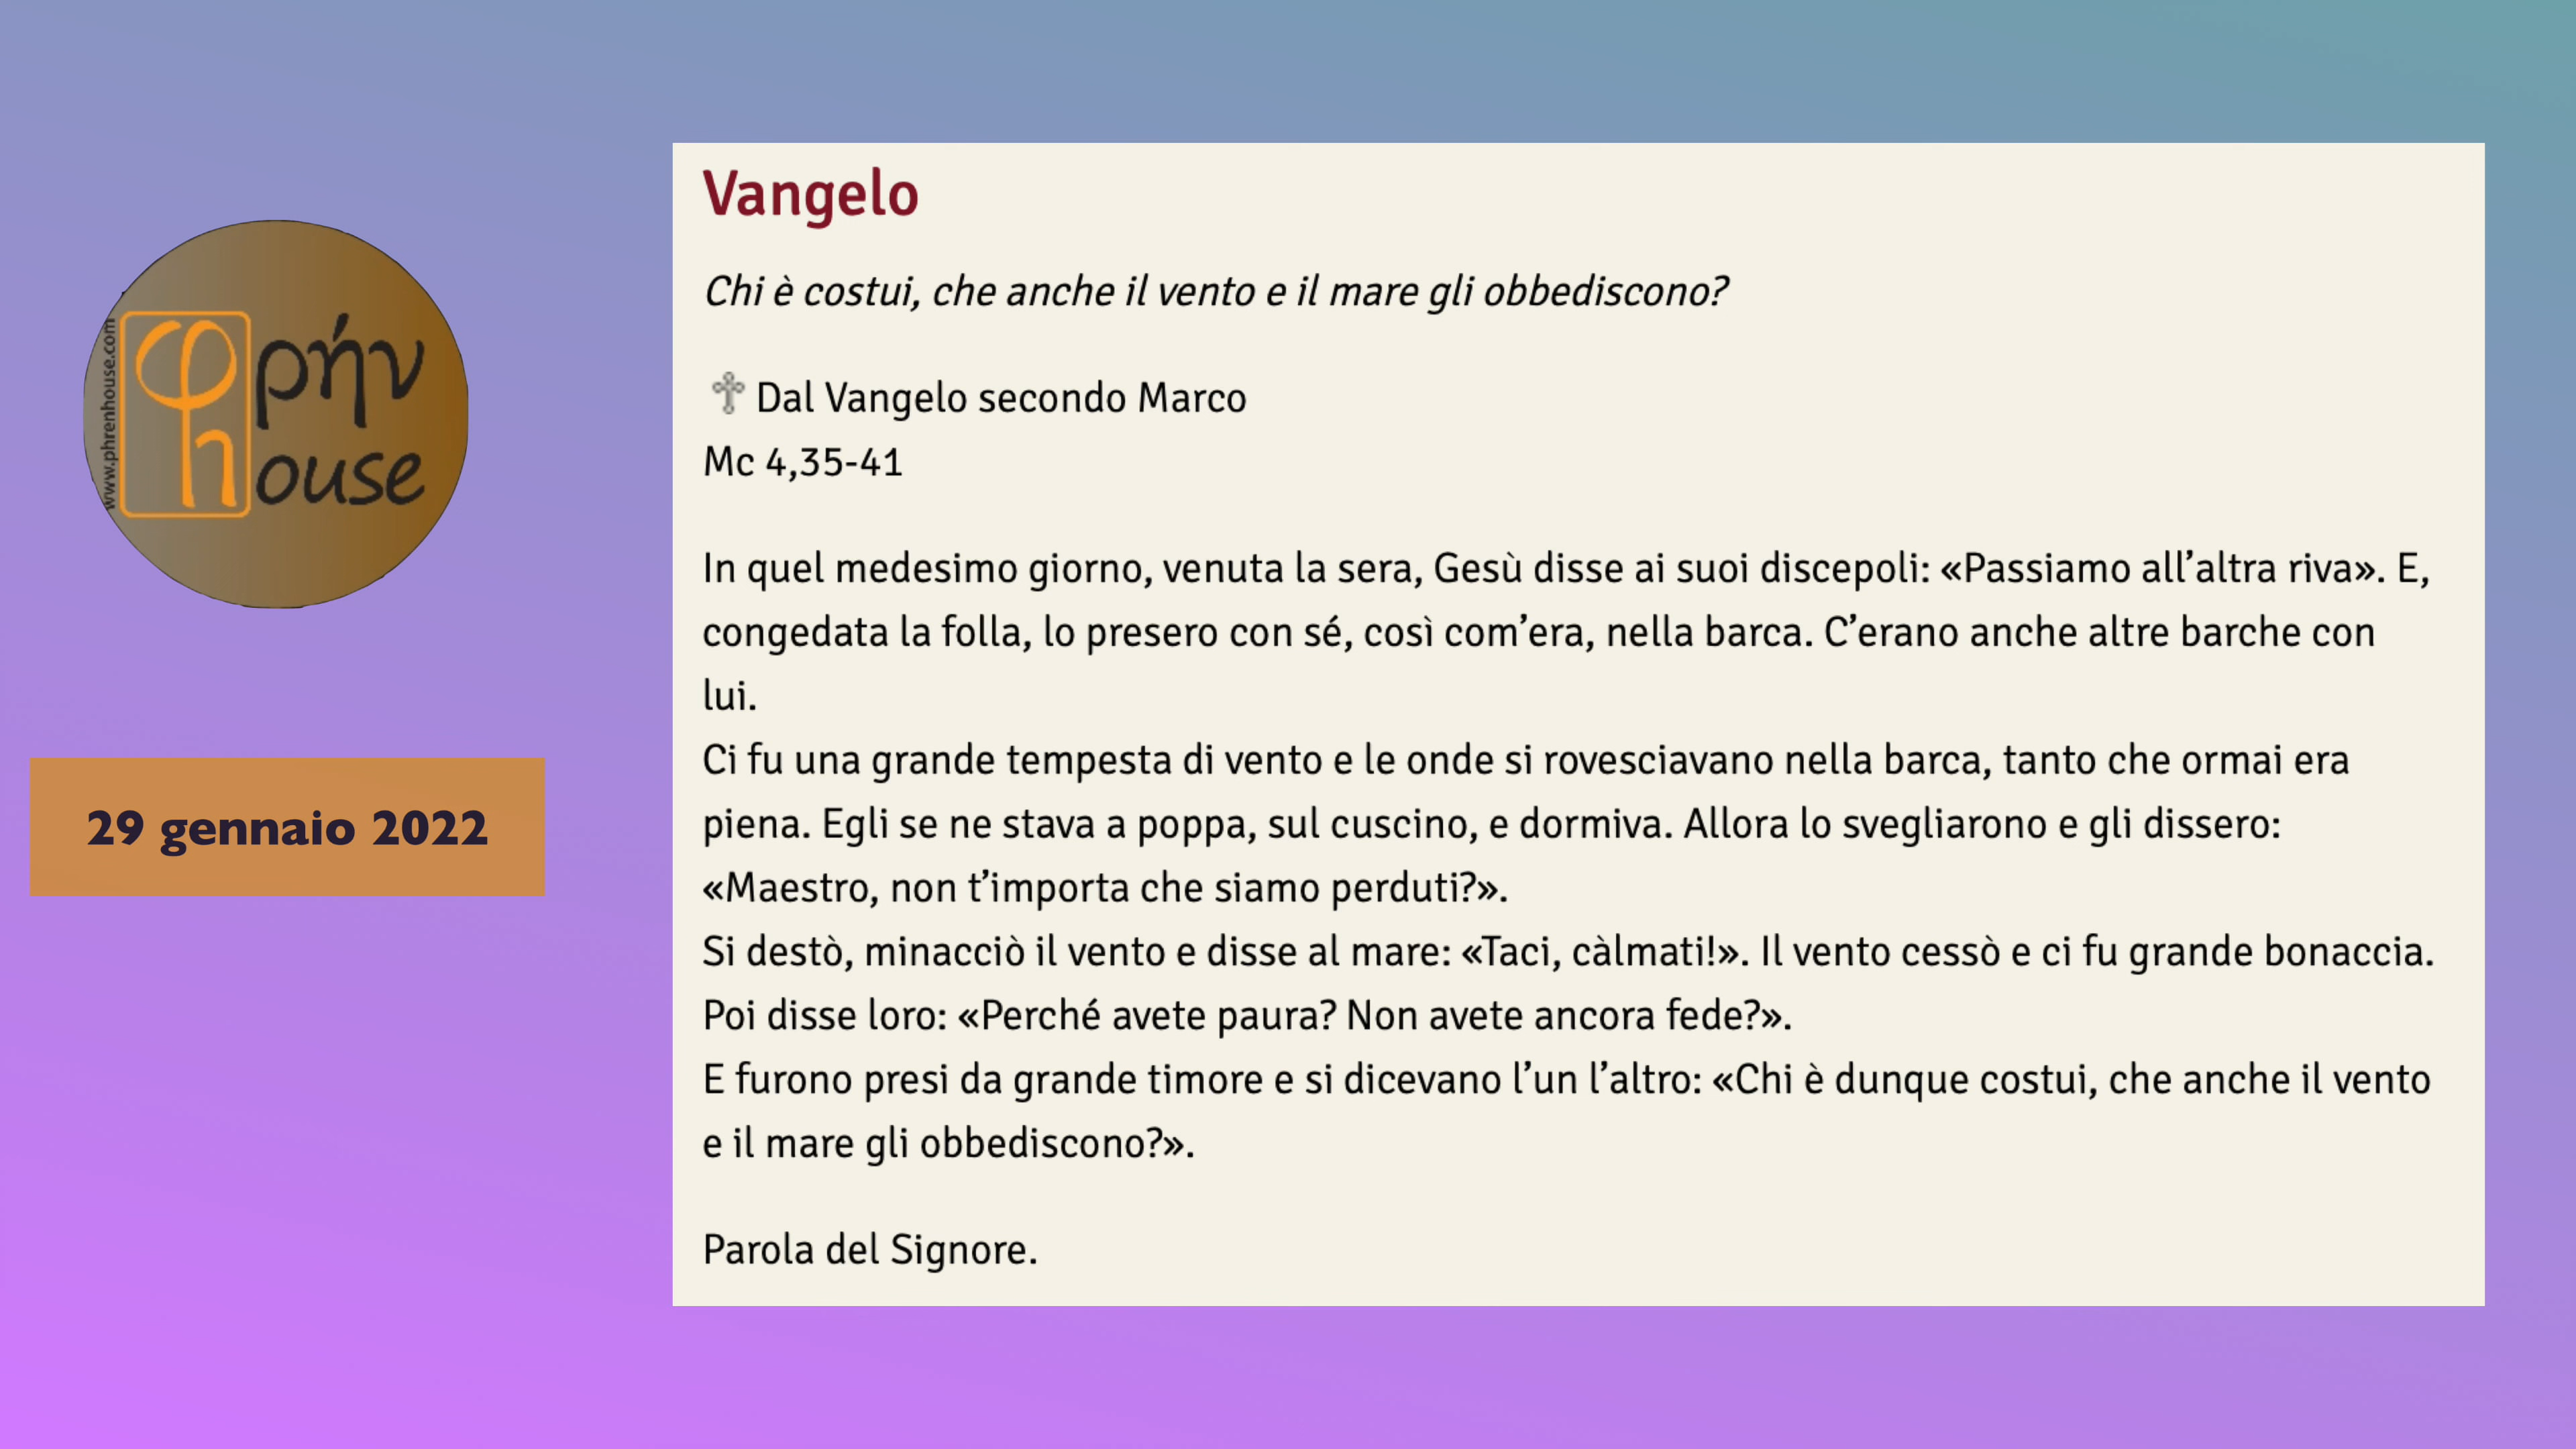 www.phrenhouse.com
φρήν
house
29 gennaio 2022
Vangelo
Chi è costui, che anche il vento e il mare gli obbediscono?
Dal Vangelo secondo Marco
Mc 4,35-41
In quel medesimo giorno, venuta la sera, Gesù disse ai suoi discepoli: «Passiamo all’altra riva». E,
congedata la folla, lo presero con sé, così com’era, nella barca. C’erano anche altre barche con
lui.
Ci fu una grande tempesta di vento e le onde si rovesciavano nella barca, tanto che ormai era
piena. Egli se ne stava a poppa, sul cuscino, e dormiva. Allora lo svegliarono e gli dissero:
«Maestro, non t’importa che siamo perduti?».
Si destò, minacciò il vento e disse al mare: «Taci, càlmati!». Il vento cessò e ci fu grande bonaccia.
Poi disse loro: «Perché avete paura? Non avete ancora fede?».
E furono presi da grande timore e si dicevano l’un l’altro: «Chi è dunque costui, che anche il vento
e il mare gli obbediscono?».
Parola del Signore.